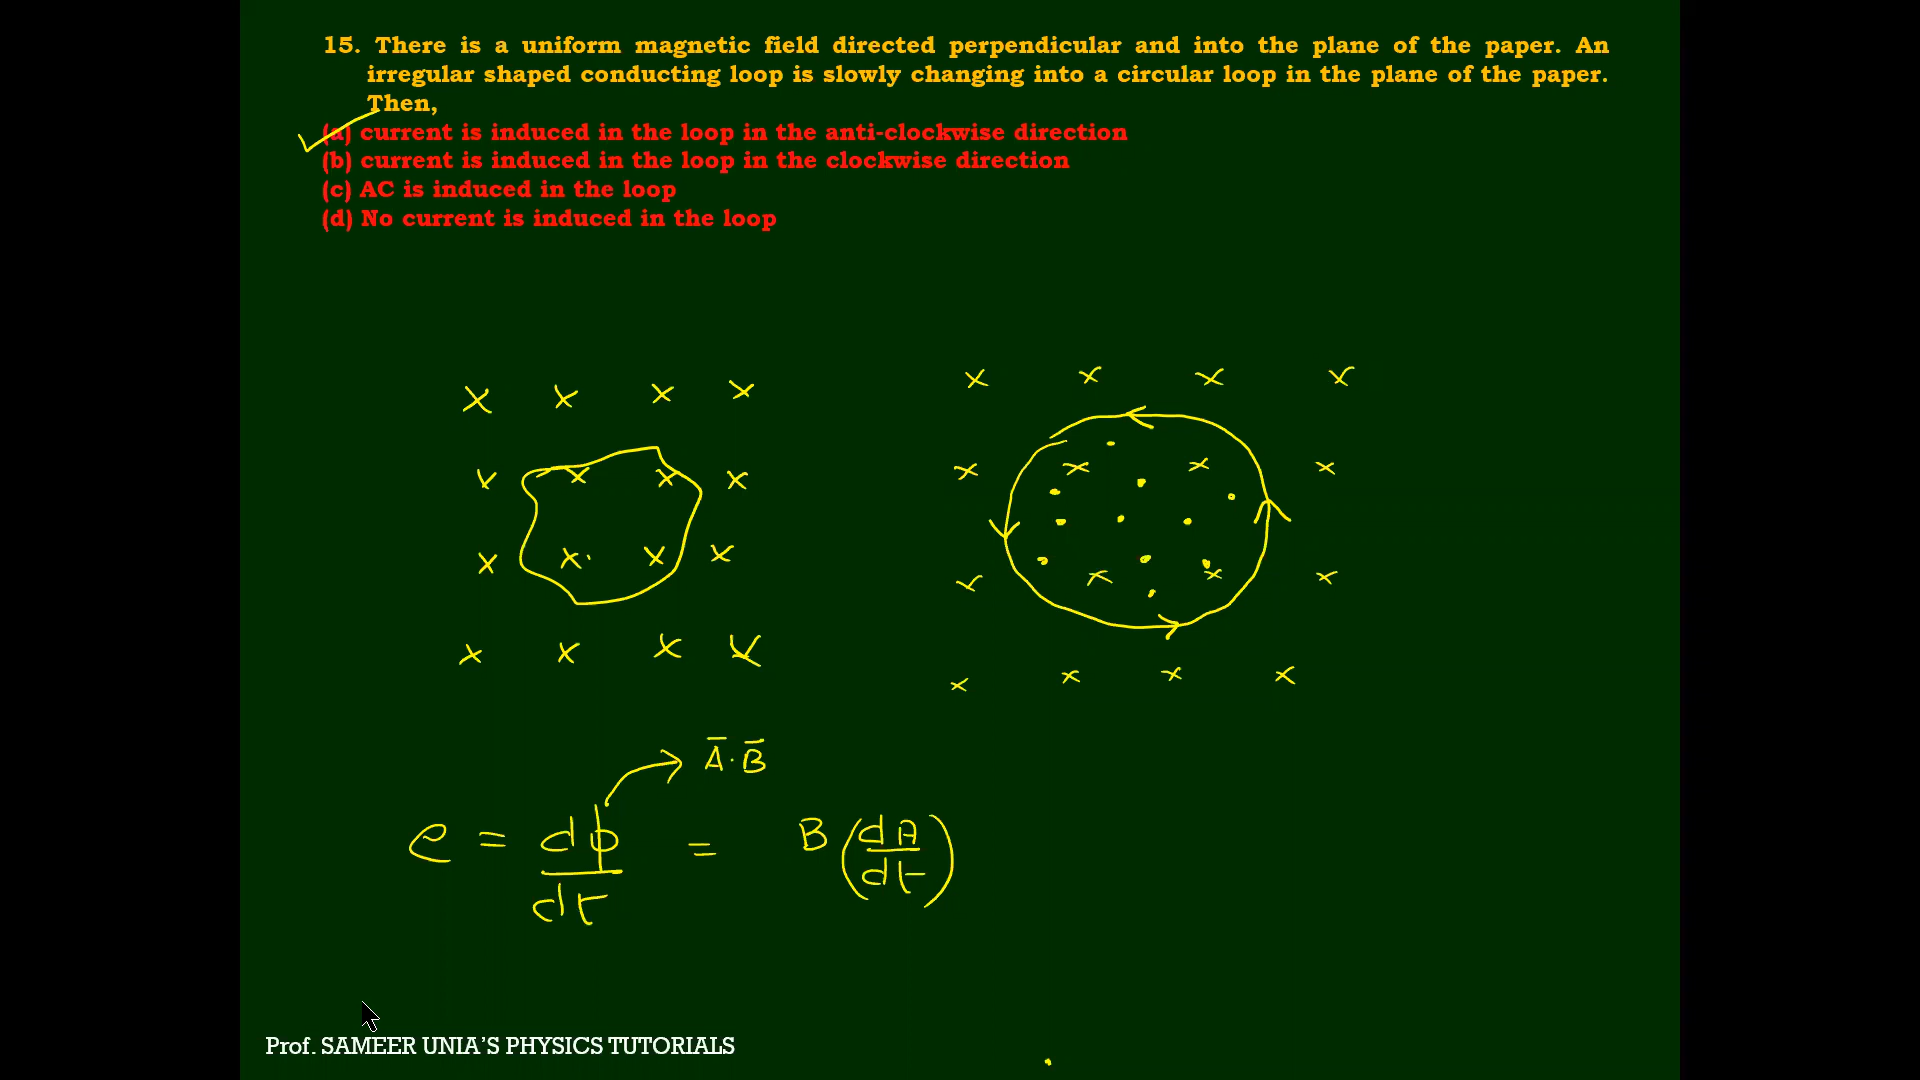 15. There is a uniform magnetic field directed perpendicular and into the plane of the paper. An
irregular shaped conducting loop is slowly changing into a circular loop in the plane of the paper.
Then,
(a) current is induced in the loop in the anti-clockwise direction
(b) current is induced in the loop in the clockwise direction
(c) AC is induced in the loop
(d) No current is induced in the loop
x x x x x x x x
x x x x x x x x
x x x x x x x x
x x x x x x x x
A̅·B̅
e = dϕ/dt = B(dA/dt)
Prof. SAMEER UNIA’S PHYSICS TUTORIALS